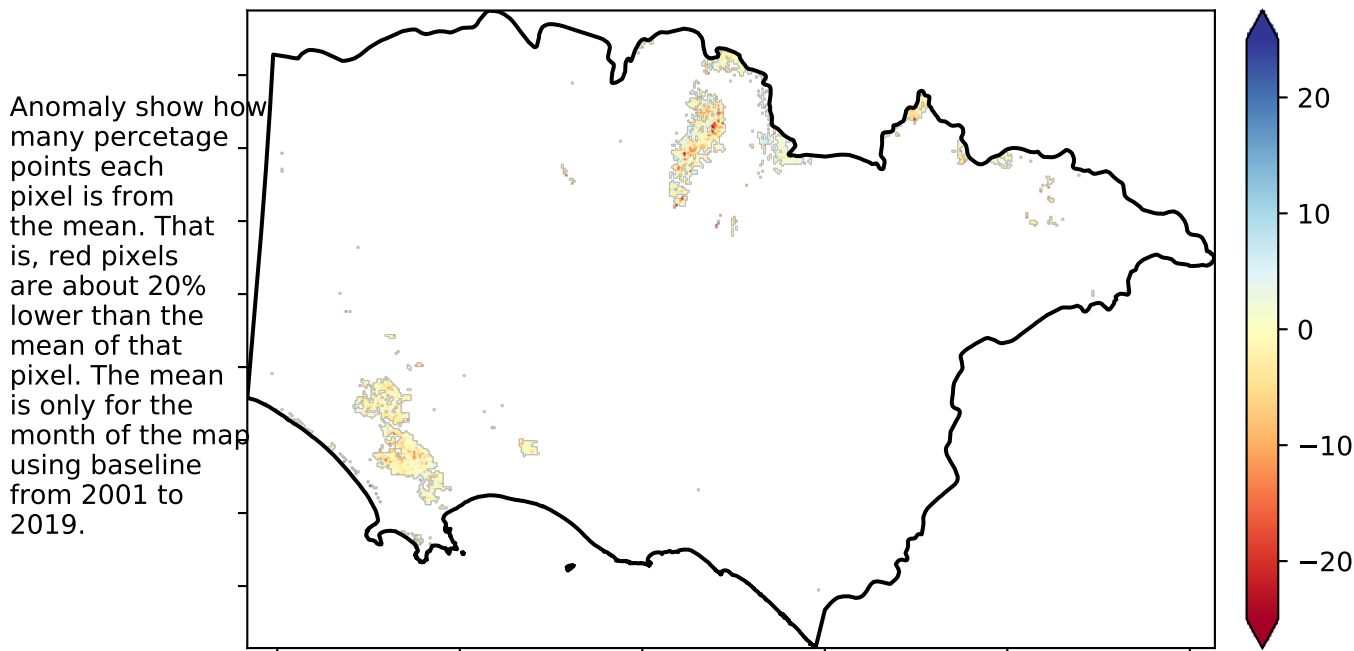 Anomaly show how
many percetage
points each
pixel is from
the mean. That
is, red pixels
are about 20%
lower than the
mean of that
pixel. The mean
is only for the
month of the map
using baseline
from 2001 to
2019.
20
10
0
−10
−20